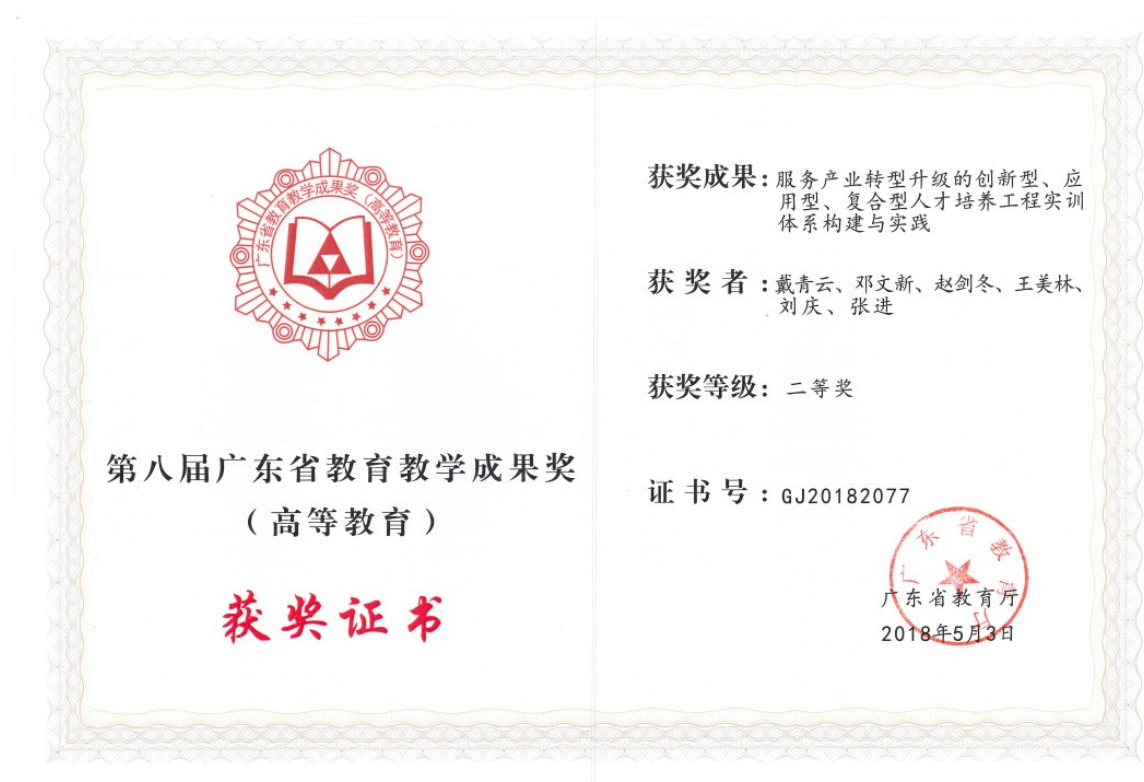 广东省教育教学成果奖（高等教育）
第八届广东省教育教学成果奖
（高等教育）
获奖证书
获奖成果：服务产业转型升级的创新型、应
用型、复合型人才培养工程实训
体系构建与实践
获奖者：戴青云、邓文新、赵剑冬、王美林、
刘庆、张进
获奖等级：二等奖
证书号：GJ20182077
广东省教育厅
广东省教育厅
2018年5月3日